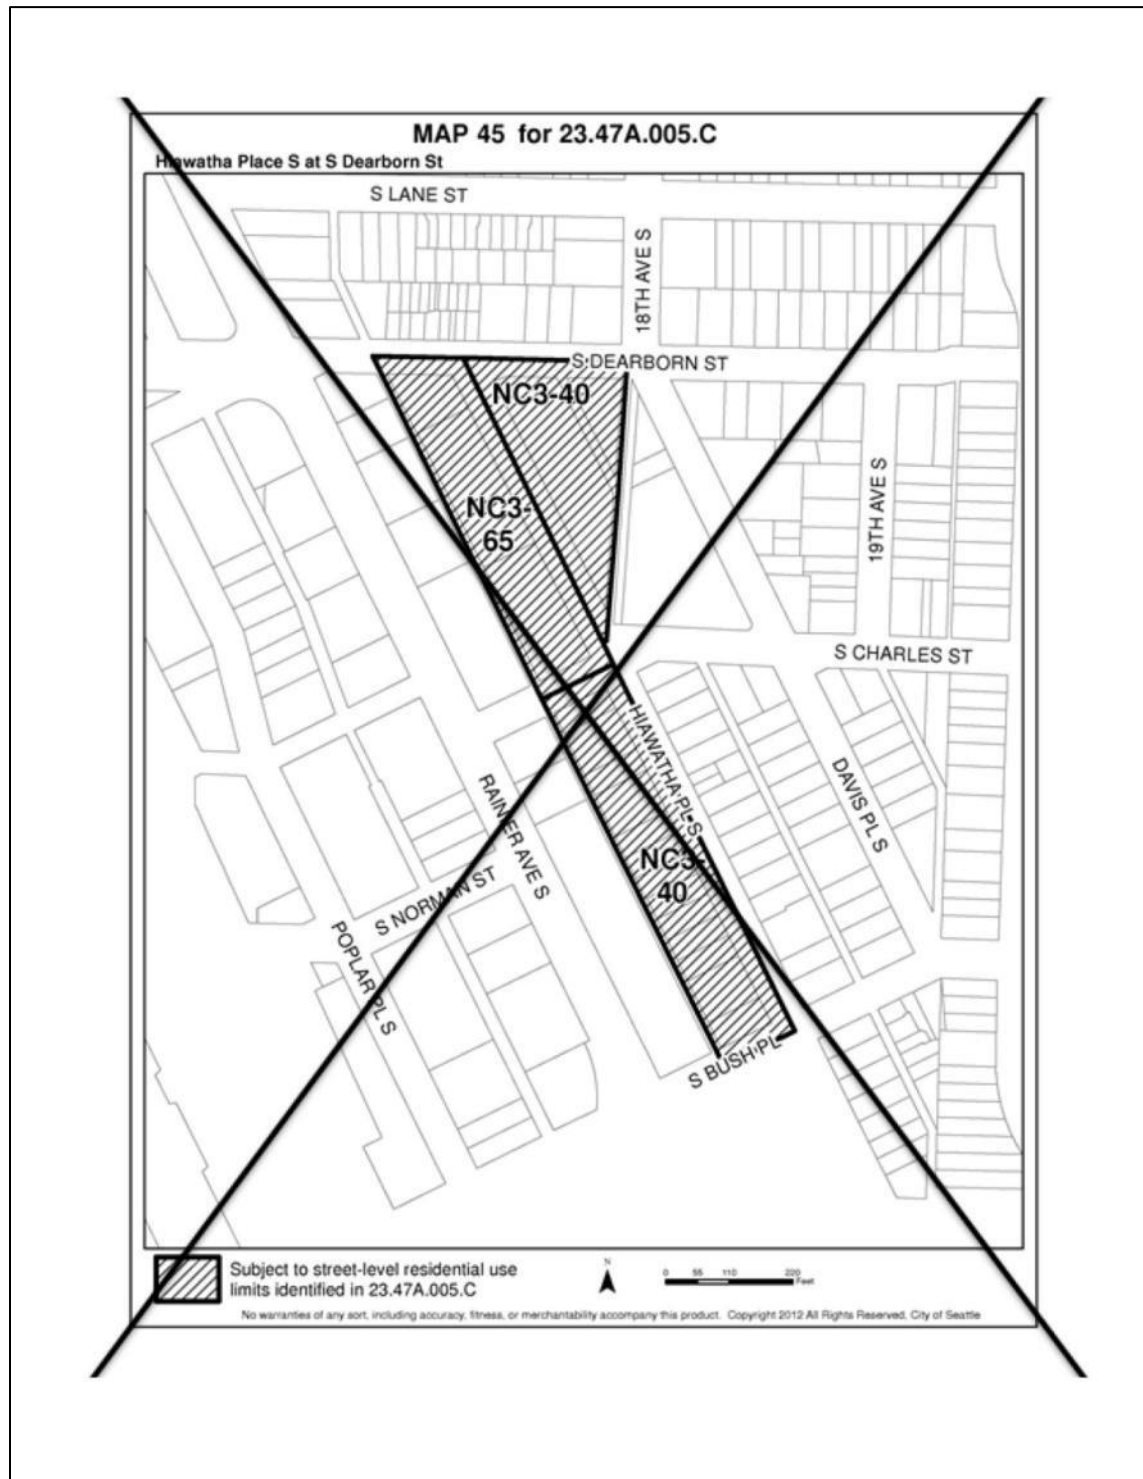 MAP 45 for 23.47A.005.C
Hiawatha Place S at S Dearborn St
S LANE ST
18TH AVE S
S DEARBORN ST
NC3-40
NC3-
65
19TH AVE S
S CHARLES ST
HIAWATHA PL S
DAVIS PL S
RAINIER AVE S
NC3-
40
S NORMAN ST
POPLAR PL S
S BUSH PL
Subject to street-level residential use
limits identified in 23.47A.005.C
N
0 55 110 220
Feet
No warranties of any sort, including accuracy, fitness, or merchantability accompany this product. Copyright 2012 All Rights Reserved, City of Seattle